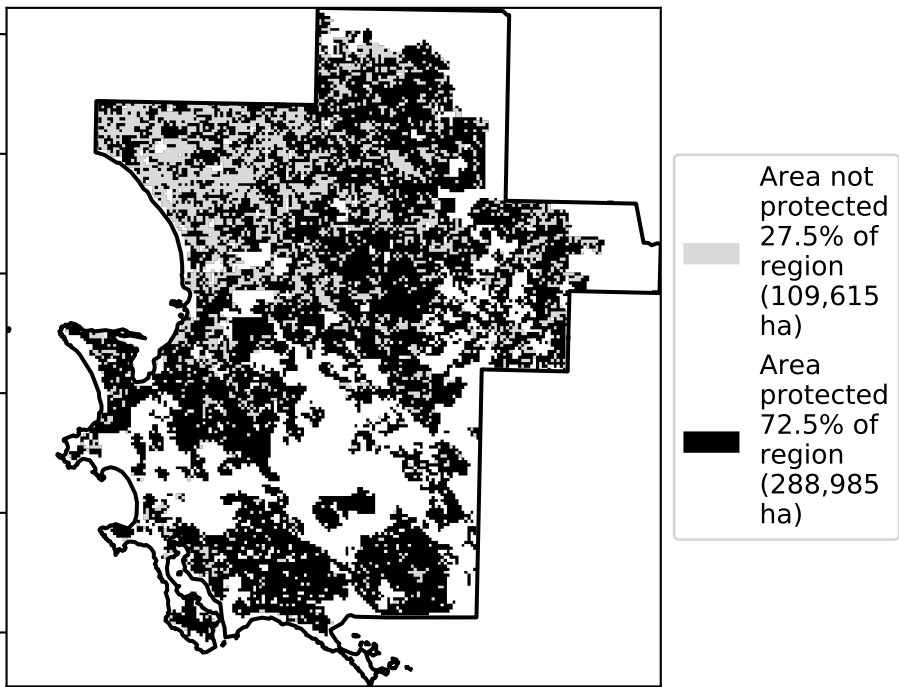 Area not
protected
27.5% of
region
(109,615
ha)
Area
protected
72.5% of
region
(288,985
ha)